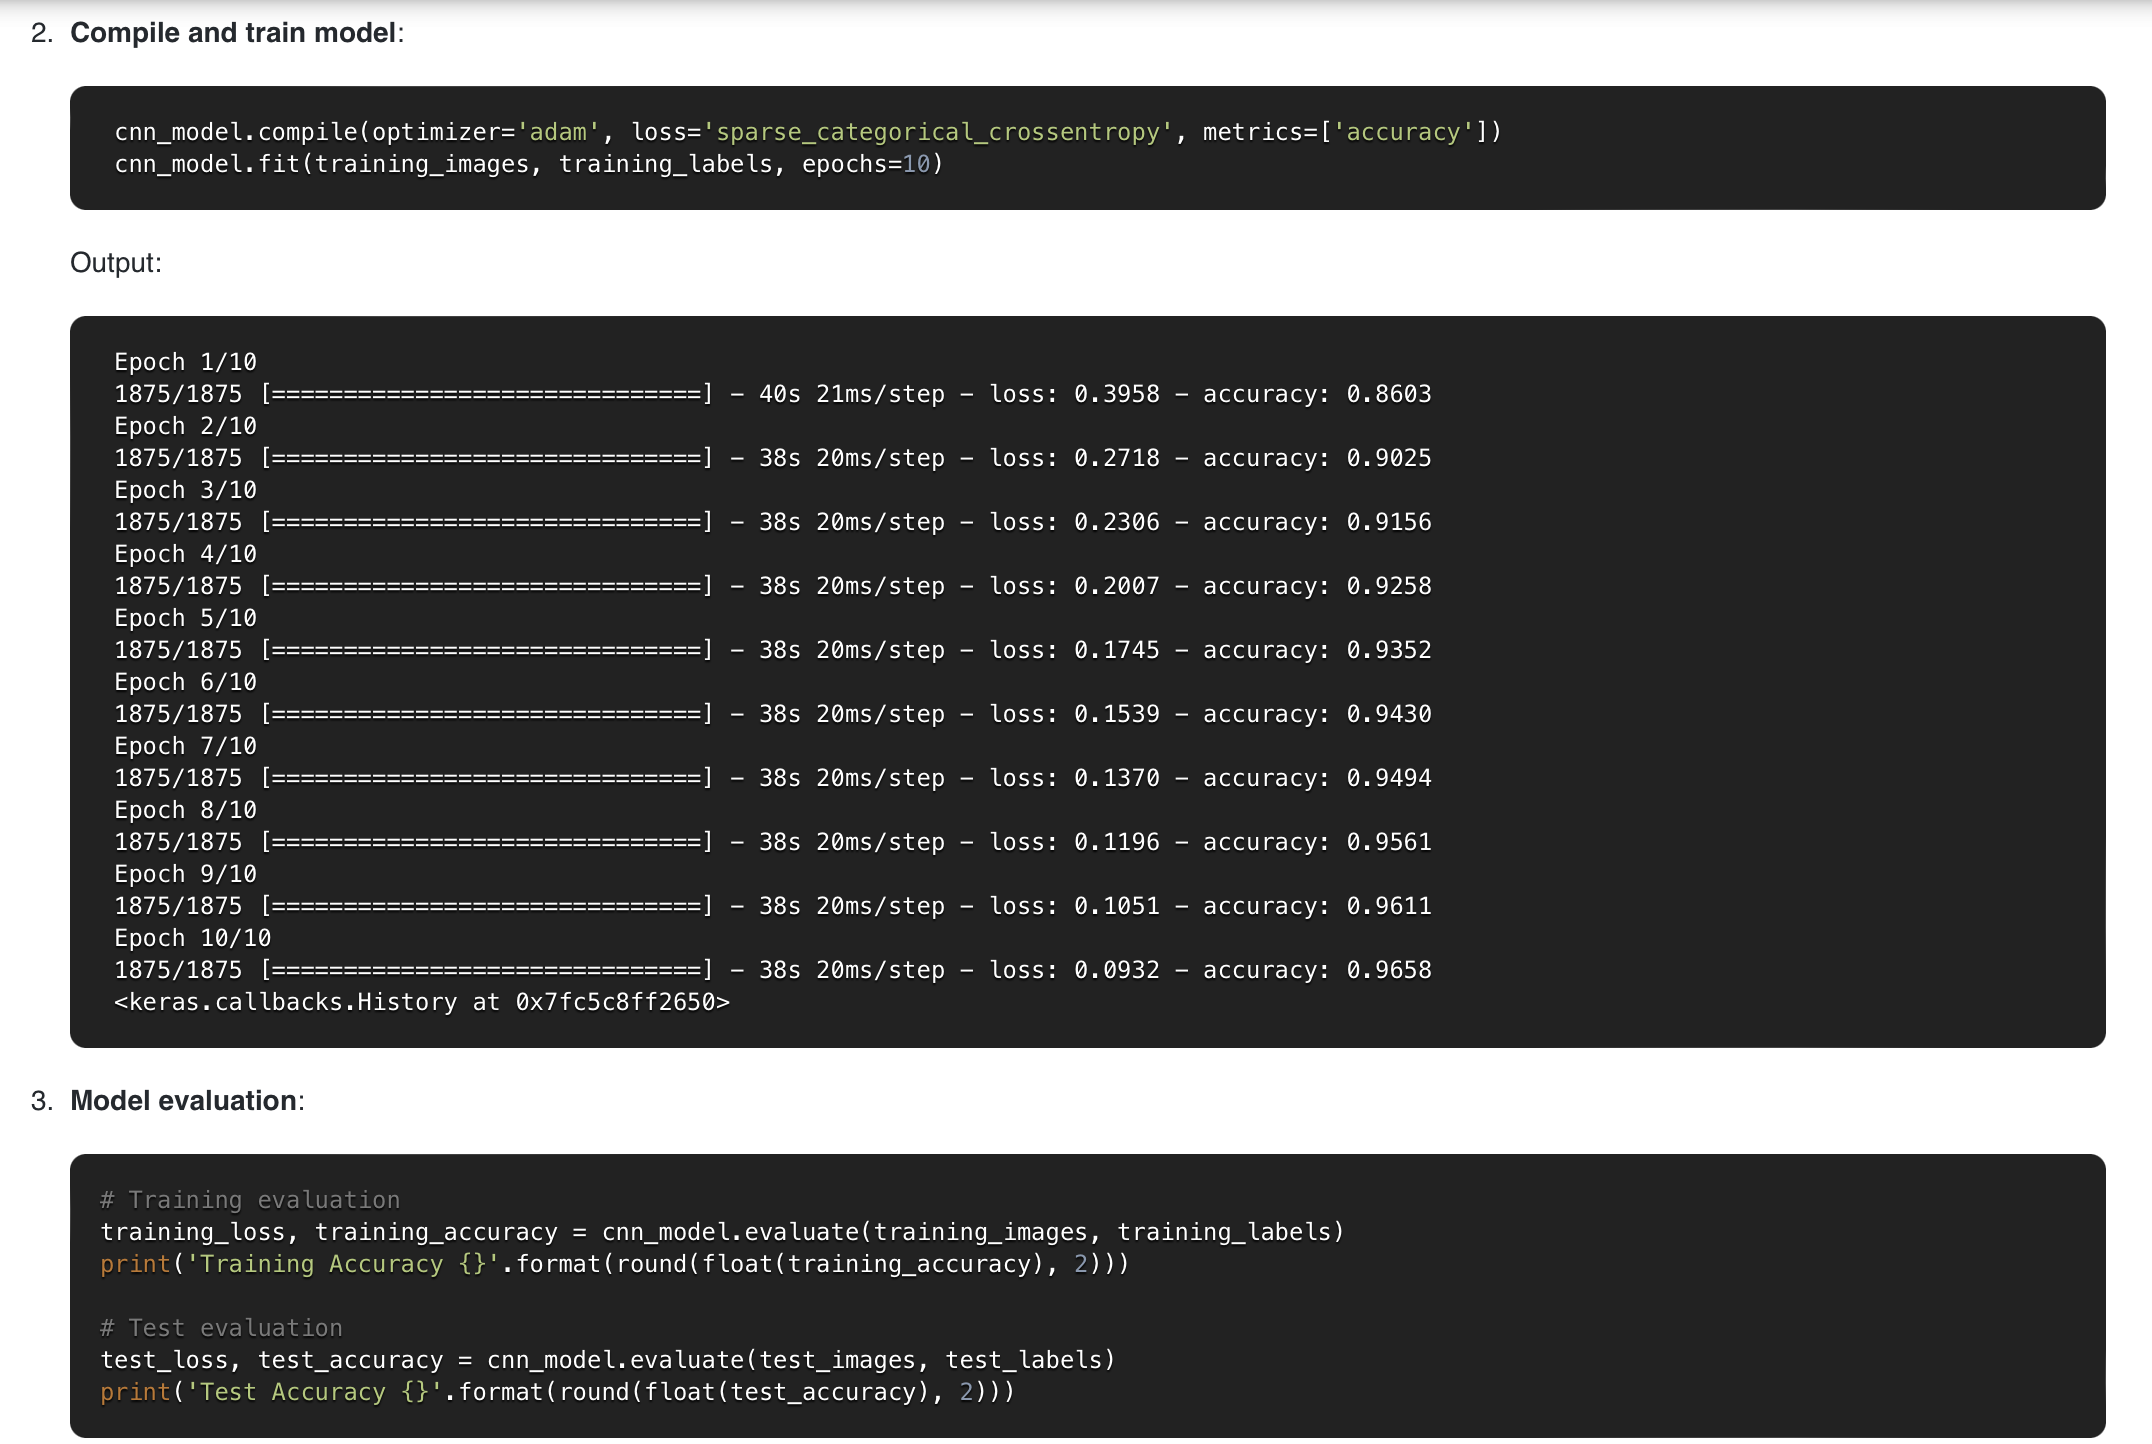 2. Compile and train model:
cnn_model.compile(optimizer='adam', loss='sparse_categorical_crossentropy', metrics=['accuracy'])
cnn_model.fit(training_images, training_labels, epochs=10)
Output:
Epoch 1/10
1875/1875 [==============================] - 40s 21ms/step - loss: 0.3958 - accuracy: 0.8603
Epoch 2/10
1875/1875 [==============================] - 38s 20ms/step - loss: 0.2718 - accuracy: 0.9025
Epoch 3/10
1875/1875 [==============================] - 38s 20ms/step - loss: 0.2306 - accuracy: 0.9156
Epoch 4/10
1875/1875 [==============================] - 38s 20ms/step - loss: 0.2007 - accuracy: 0.9258
Epoch 5/10
1875/1875 [==============================] - 38s 20ms/step - loss: 0.1745 - accuracy: 0.9352
Epoch 6/10
1875/1875 [==============================] - 38s 20ms/step - loss: 0.1539 - accuracy: 0.9430
Epoch 7/10
1875/1875 [==============================] - 38s 20ms/step - loss: 0.1370 - accuracy: 0.9494
Epoch 8/10
1875/1875 [==============================] - 38s 20ms/step - loss: 0.1196 - accuracy: 0.9561
Epoch 9/10
1875/1875 [==============================] - 38s 20ms/step - loss: 0.1051 - accuracy: 0.9611
Epoch 10/10
1875/1875 [==============================] - 38s 20ms/step - loss: 0.0932 - accuracy: 0.9658
<keras.callbacks.History at 0x7fc5c8ff2650>
3. Model evaluation:
# Training evaluation
training_loss, training_accuracy = cnn_model.evaluate(training_images, training_labels)
print('Training Accuracy {}'.format(round(float(training_accuracy), 2)))
# Test evaluation
test_loss, test_accuracy = cnn_model.evaluate(test_images, test_labels)
print('Test Accuracy {}'.format(round(float(test_accuracy), 2)))